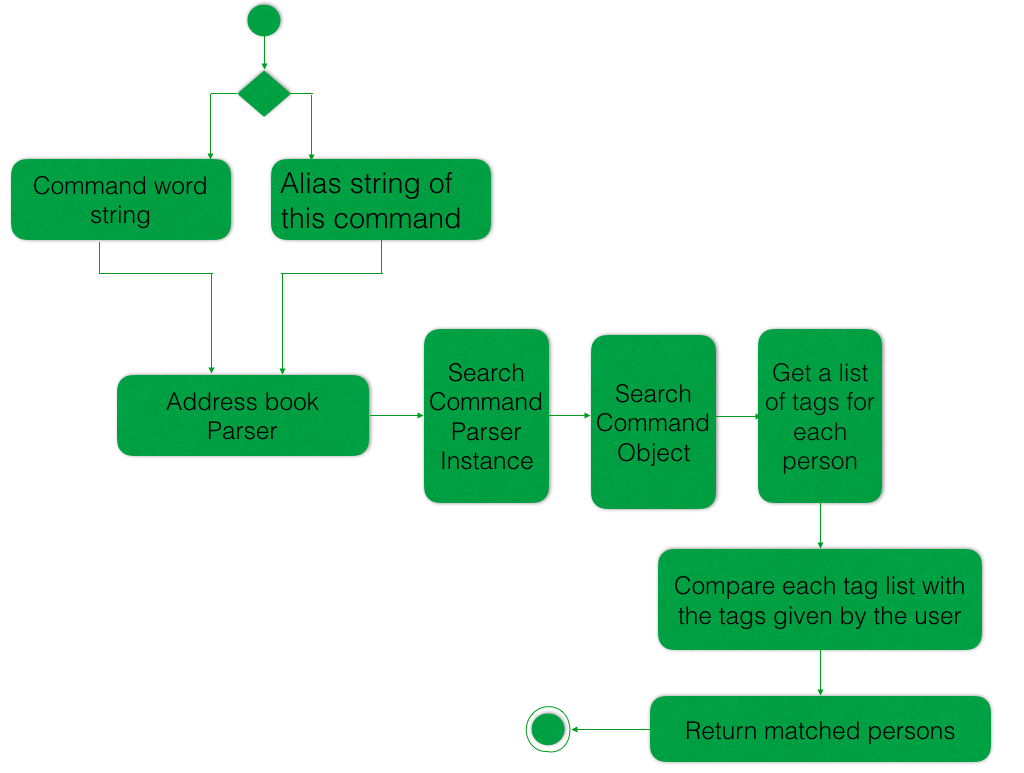 Command word
string
Alias string of
this command
Address book
Parser
Search
Command
Parser
Instance
Search
Command
Object
Get a list
of tags for
each
person
Compare each tag list with
the tags given by the user
Return matched persons